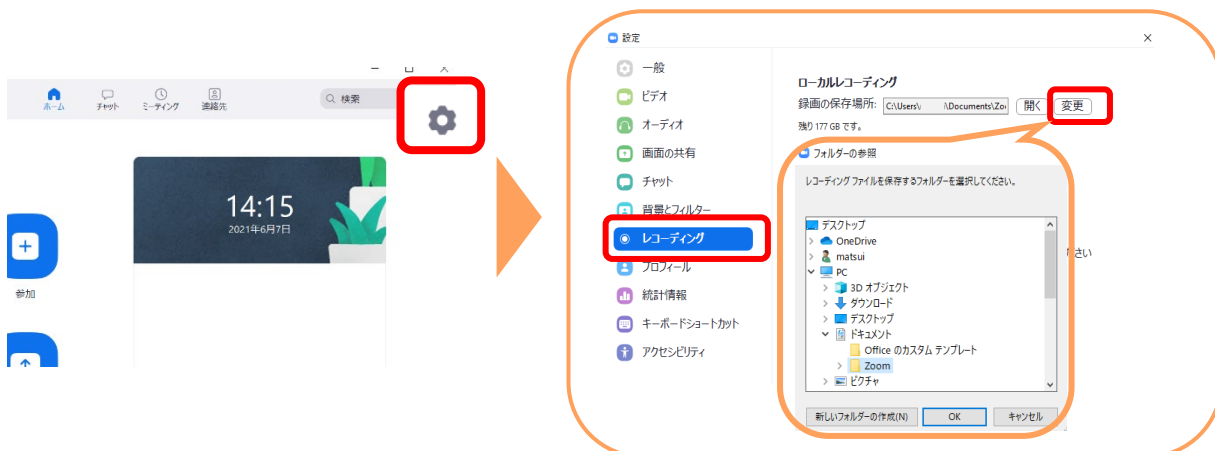 ホーム
チャット
ミーティング
連絡先
検索
14:15
2021年6月7日
参加
設定
一般
ビデオ
オーディオ
画面の共有
チャット
背景とフィルター
レコーディング
プロフィール
統計情報
キーボードショートカット
アクセシビリティ
ローカルレコーディング
録画の保存場所: C:\Users\ \Documents\Zo 開く 変更
残り 177 GB です。
フォルダーの参照
レコーディング ファイルを保存するフォルダーを選択してください。
デスクトップ
OneDrive
matsui
PC
3D オブジェクト
ダウンロード
デスクトップ
ドキュメント
Office のカスタム テンプレート
Zoom
ピクチャ
新しいフォルダーの作成(N) OK キャンセル
ださい